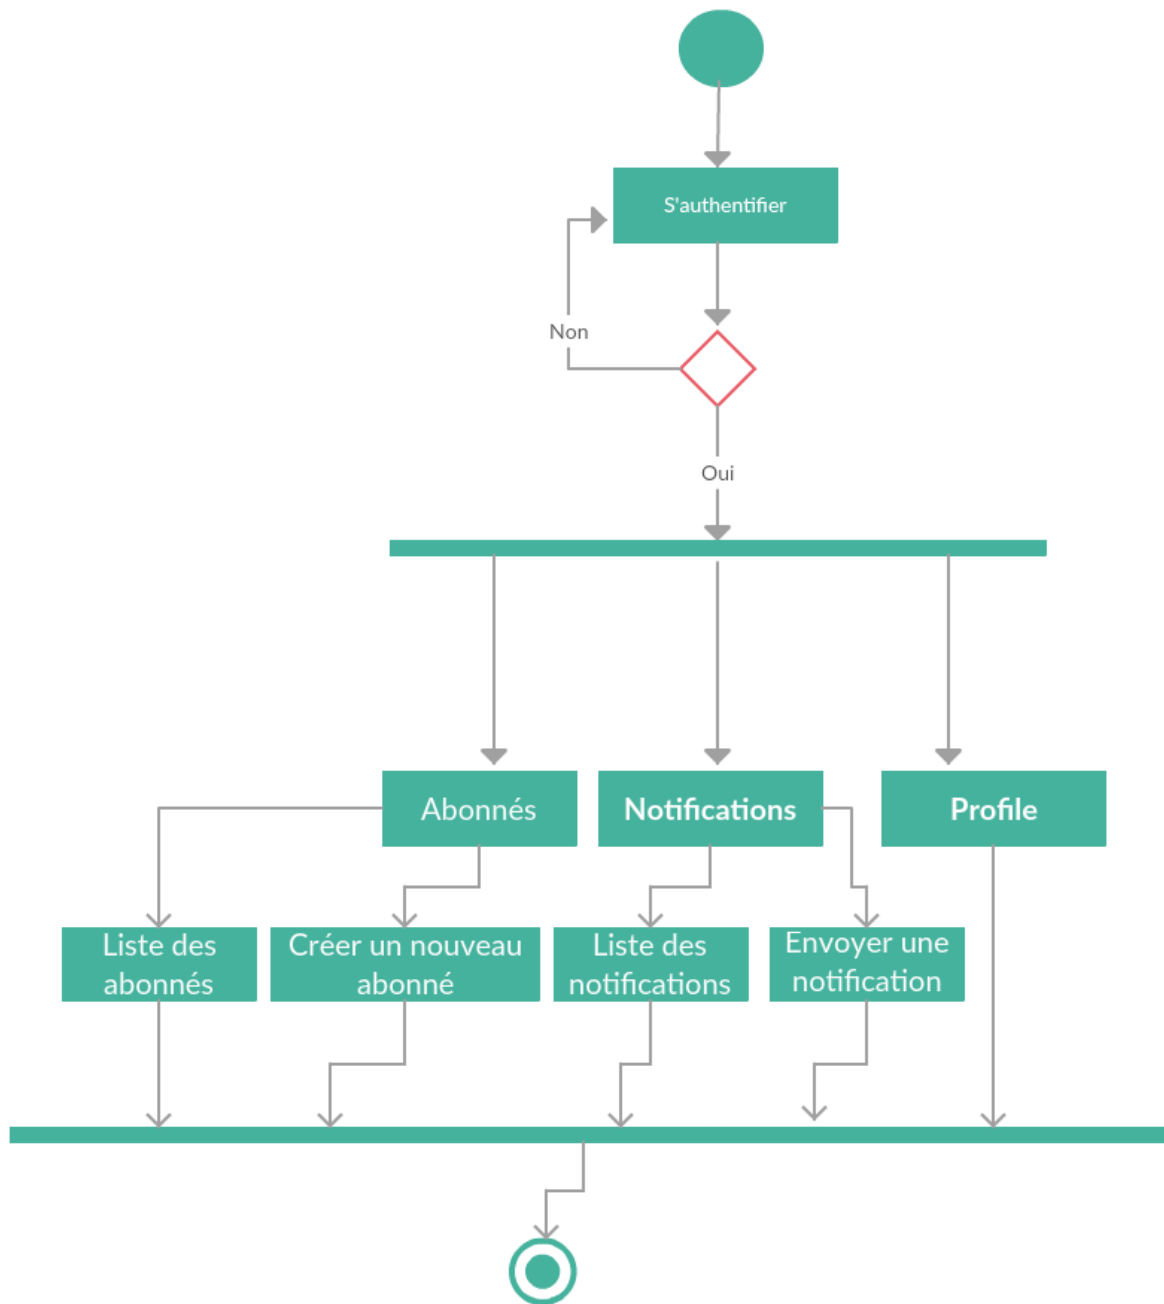 S'authentifier
Non
Oui
Abonnés
Notifications
Profile
Liste des
abonnés
Créer un nouveau
abonné
Liste des
notifications
Envoyer une
notification